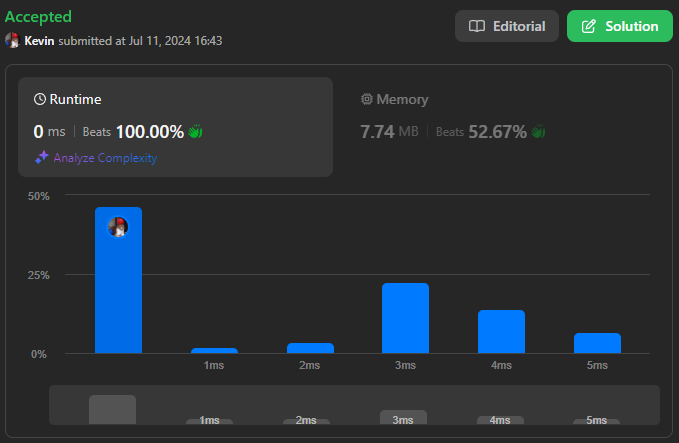 Accepted
Kevin submitted at Jul 11, 2024 16:43
Editorial
Solution
Runtime
0 ms Beats 100.00%
Analyze Complexity
Memory
7.74 MB Beats 52.67%
50%
25%
0%
1ms 2ms 3ms 4ms 5ms
1ms 2ms 3ms 4ms 5ms